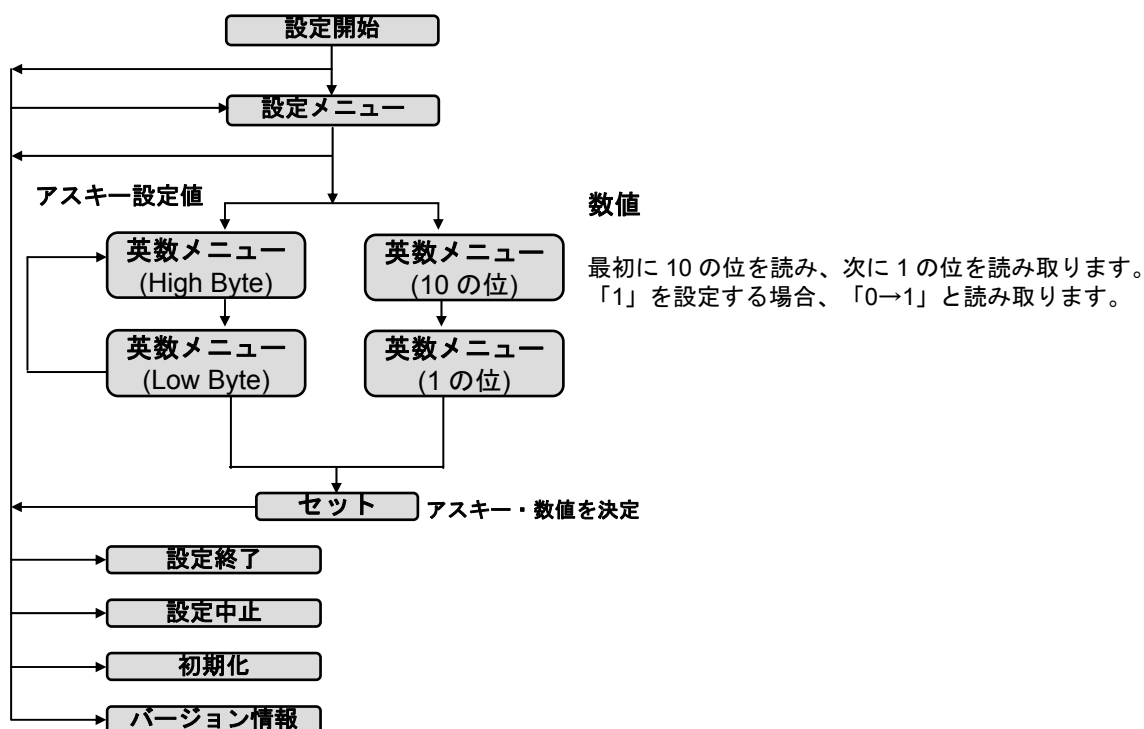 設定開始
設定メニュー
アスキー設定値
数値
英数メニュー
(High Byte)
英数メニュー
(10 の位)
最初に 10 の位を読み、次に 1 の位を読み取ります。
「1」を設定する場合、「0→1」と読み取ります。
英数メニュー
(Low Byte)
英数メニュー
(1 の位)
セット
アスキー・数値を決定
設定終了
設定中止
初期化
バージョン情報